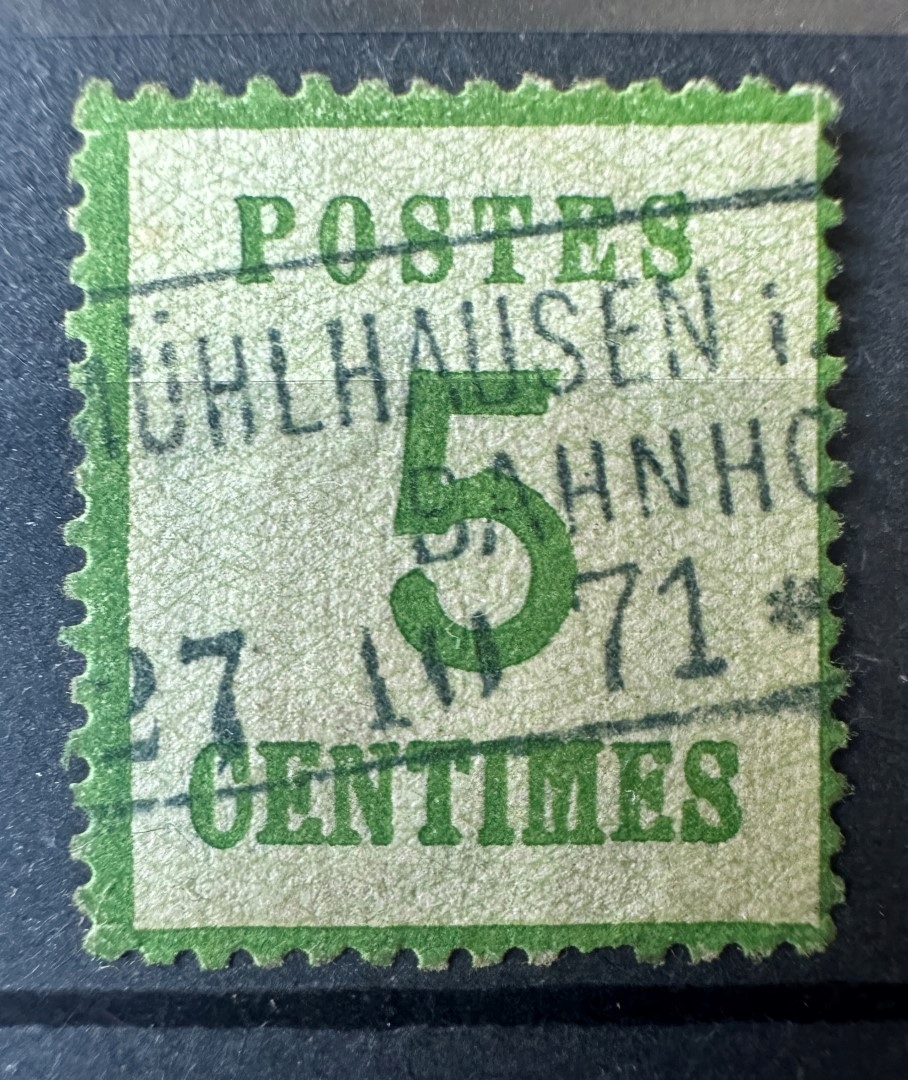 POSTES
ÜHLHAUSEN i.
5
BAHNHO
27 III 71 *
CENTIMES